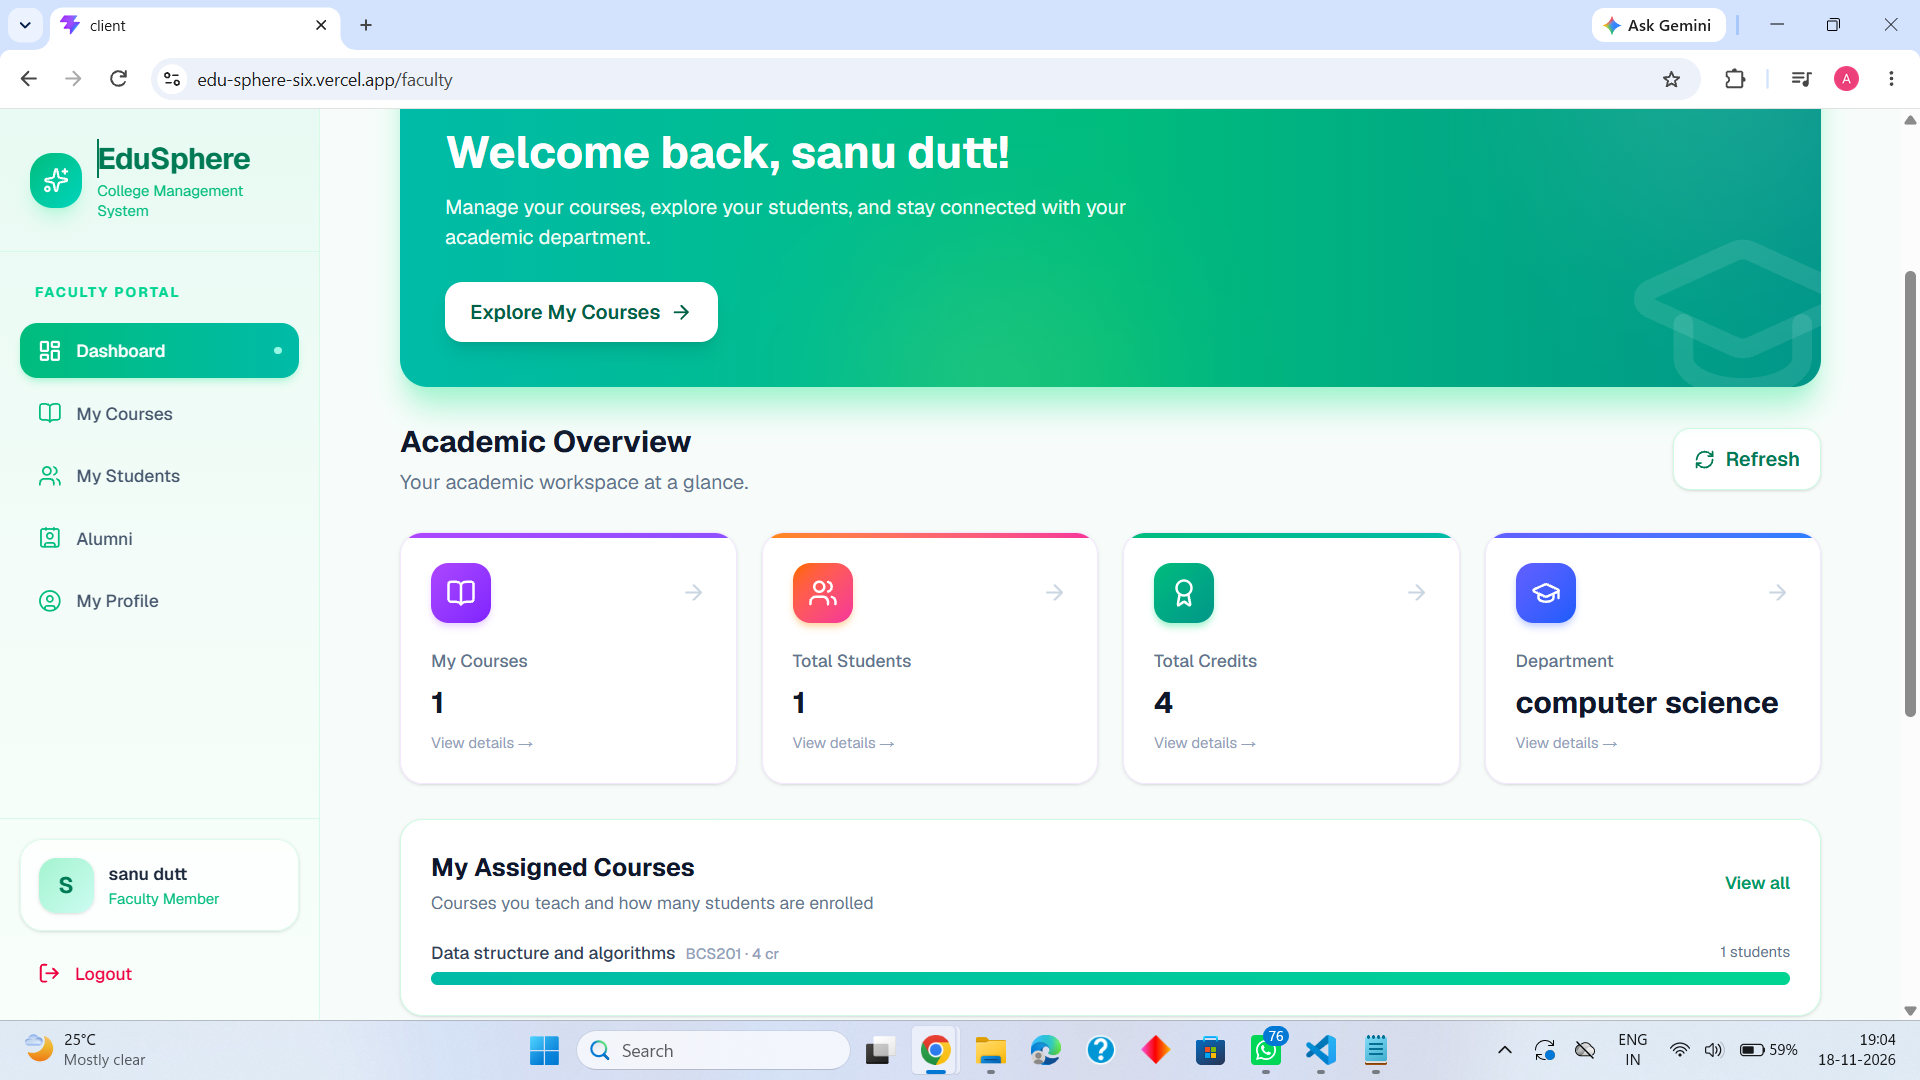 client
Ask Gemini
edu-sphere-six.vercel.app/faculty
A
EduSphere
College Management
System
FACULTY PORTAL
Dashboard
My Courses
My Students
Alumni
My Profile
S
sanu dutt
Faculty Member
Logout
Welcome back, sanu dutt!
Manage your courses, explore your students, and stay connected with your
academic department.
Explore My Courses →
Academic Overview
Your academic workspace at a glance.
Refresh
My Courses
1
View details →
Total Students
1
View details →
Total Credits
4
View details →
Department
computer science
View details →
My Assigned Courses
Courses you teach and how many students are enrolled
View all
Data structure and algorithms BCS201 · 4 cr
1 students
25°C
Mostly clear
Search
76
ENG
IN
59%
19:04
18-11-2026